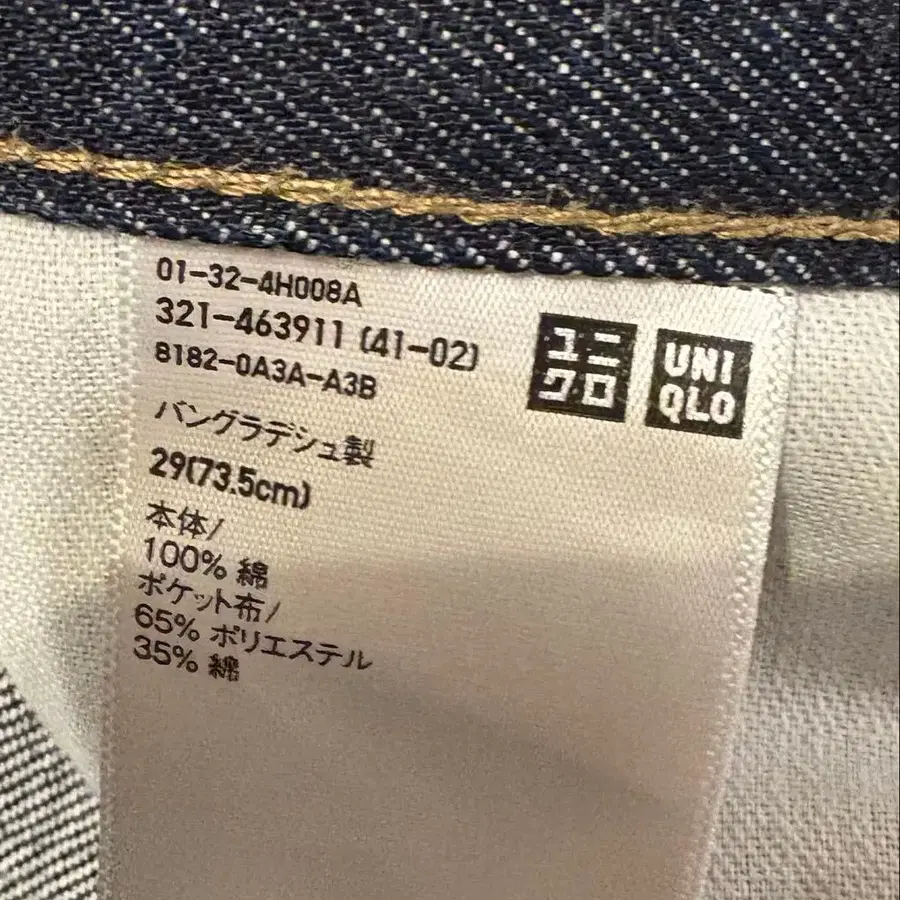 01-32-4H008A
321-463911 (41-02)
8182-0A3A-A3B
バングラデシュ製
29(73.5cm)
本体/
100% 綿
ポケット布/
65% ポリエステル
35% 綿
ユニ
クロ
UNI
QLO